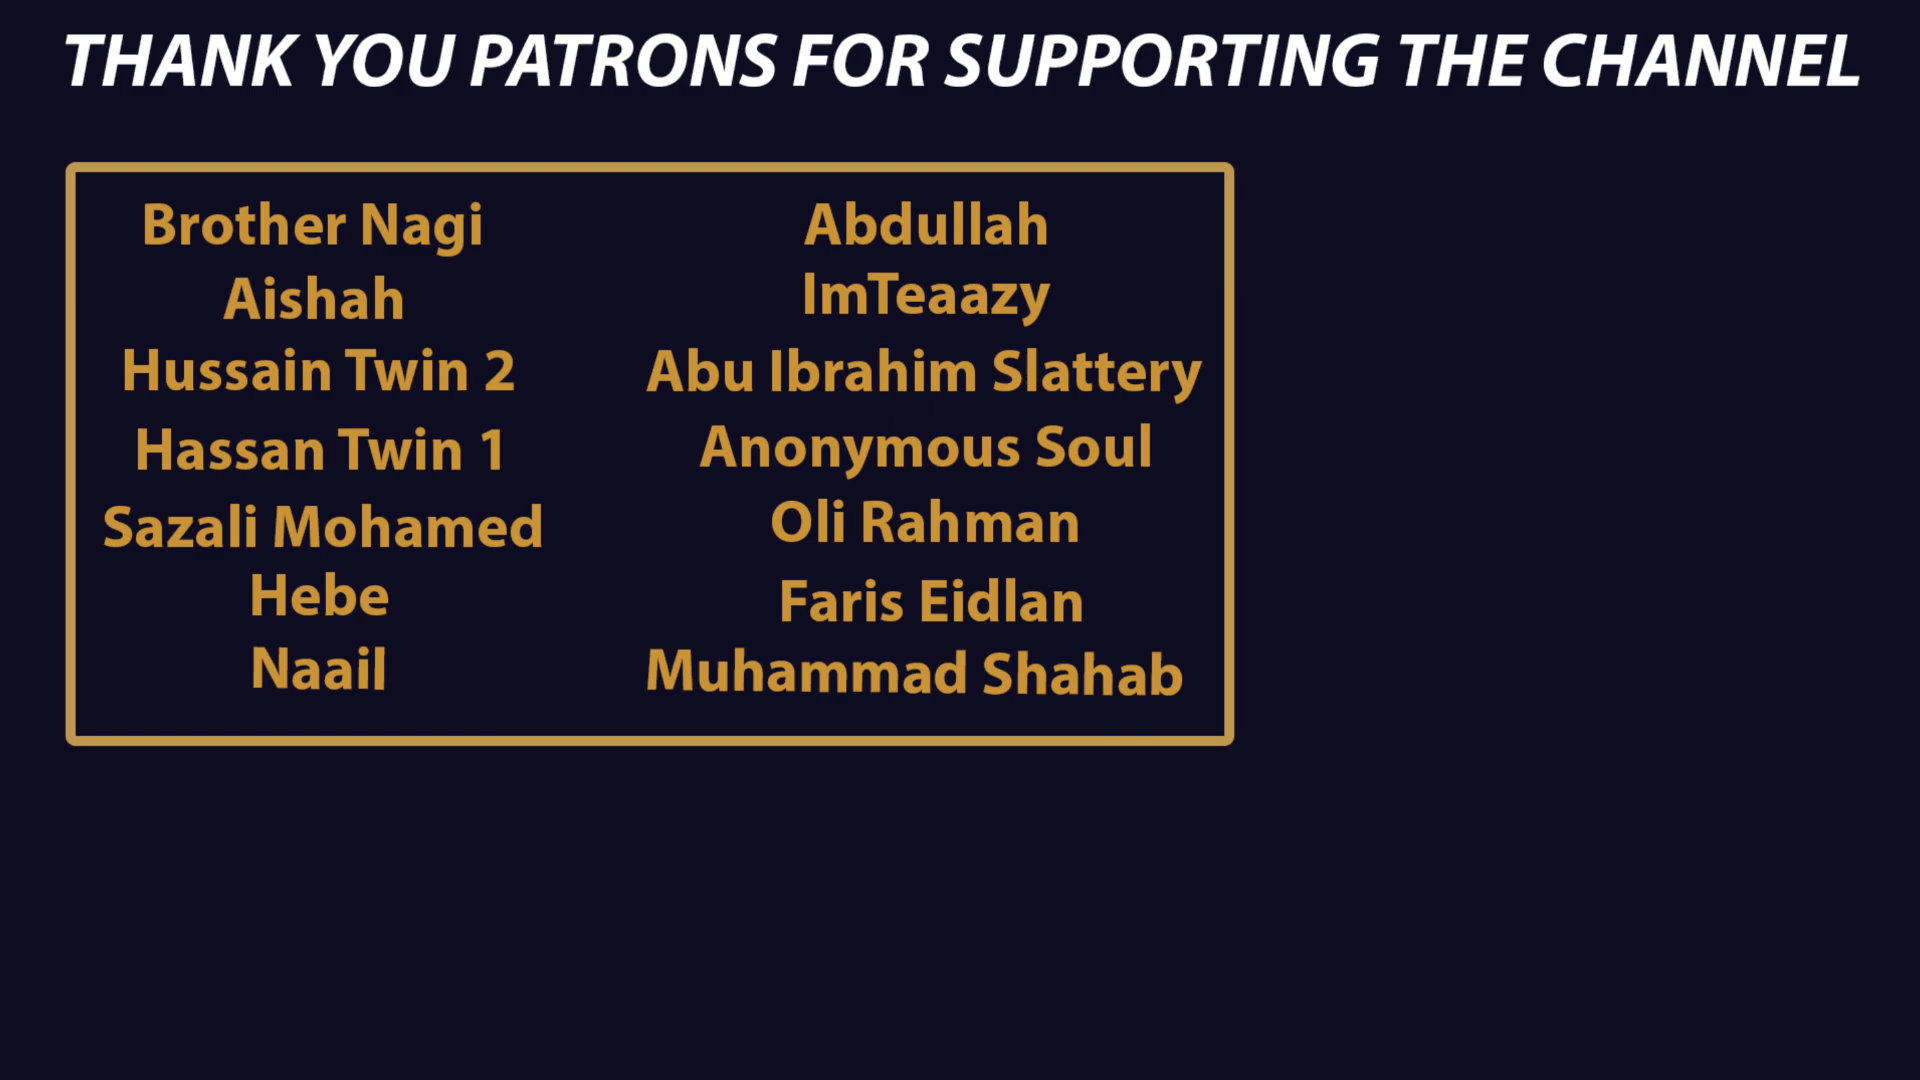 THANK YOU PATRONS FOR SUPPORTING THE CHANNEL
Brother Nagi
Aishah
Hussain Twin 2
Hassan Twin 1
Sazali Mohamed
Hebe
Naail
Abdullah
ImTeaazy
Abu Ibrahim Slattery
Anonymous Soul
Oli Rahman
Faris Eidlan
Muhammad Shahab